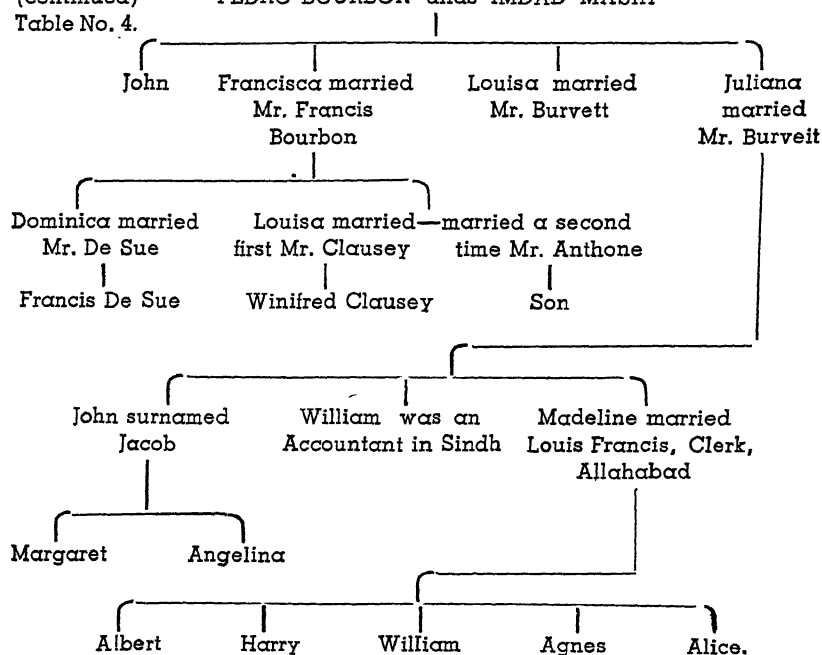 Table No. 4.
John Francisca married Louisa married Juliana
Mr. Francis Mr. Burvett married
Bourbon Mr. Burveit
Dominica married Louisa married—married a second
Mr. De Sue first Mr. Clausey time Mr. Anthone
Francis De Sue Winifred Clausey Son
John surnamed William was an Madeline married
Jacob Accountant in Sindh Louis Francis, Clerk,
Allahabad
Margaret Angelina
Albert Harry William Agnes Alice.